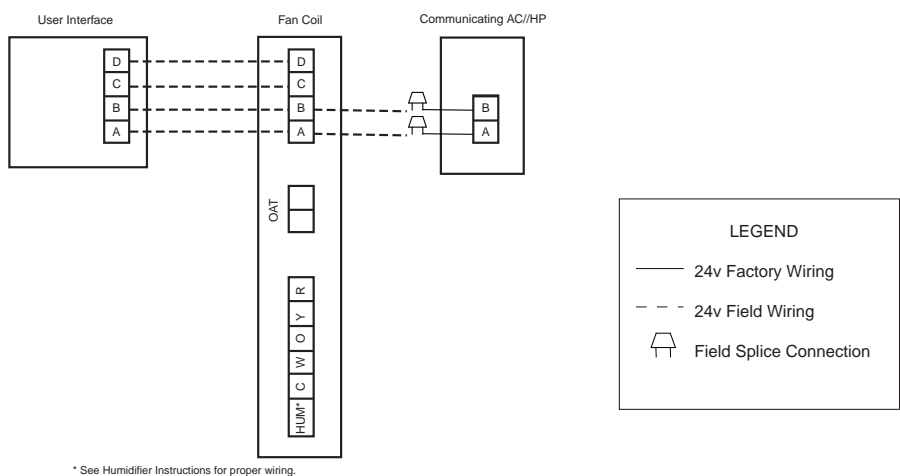 User Interface
Fan Coil
Communicating AC//HP
D
C
B
A
D
C
B
A
B
A
OAT
R
Y
O
W
C
HUM*
LEGEND
24v Factory Wiring
24v Field Wiring
Field Splice Connection
* See Humidifier Instructions for proper wiring.